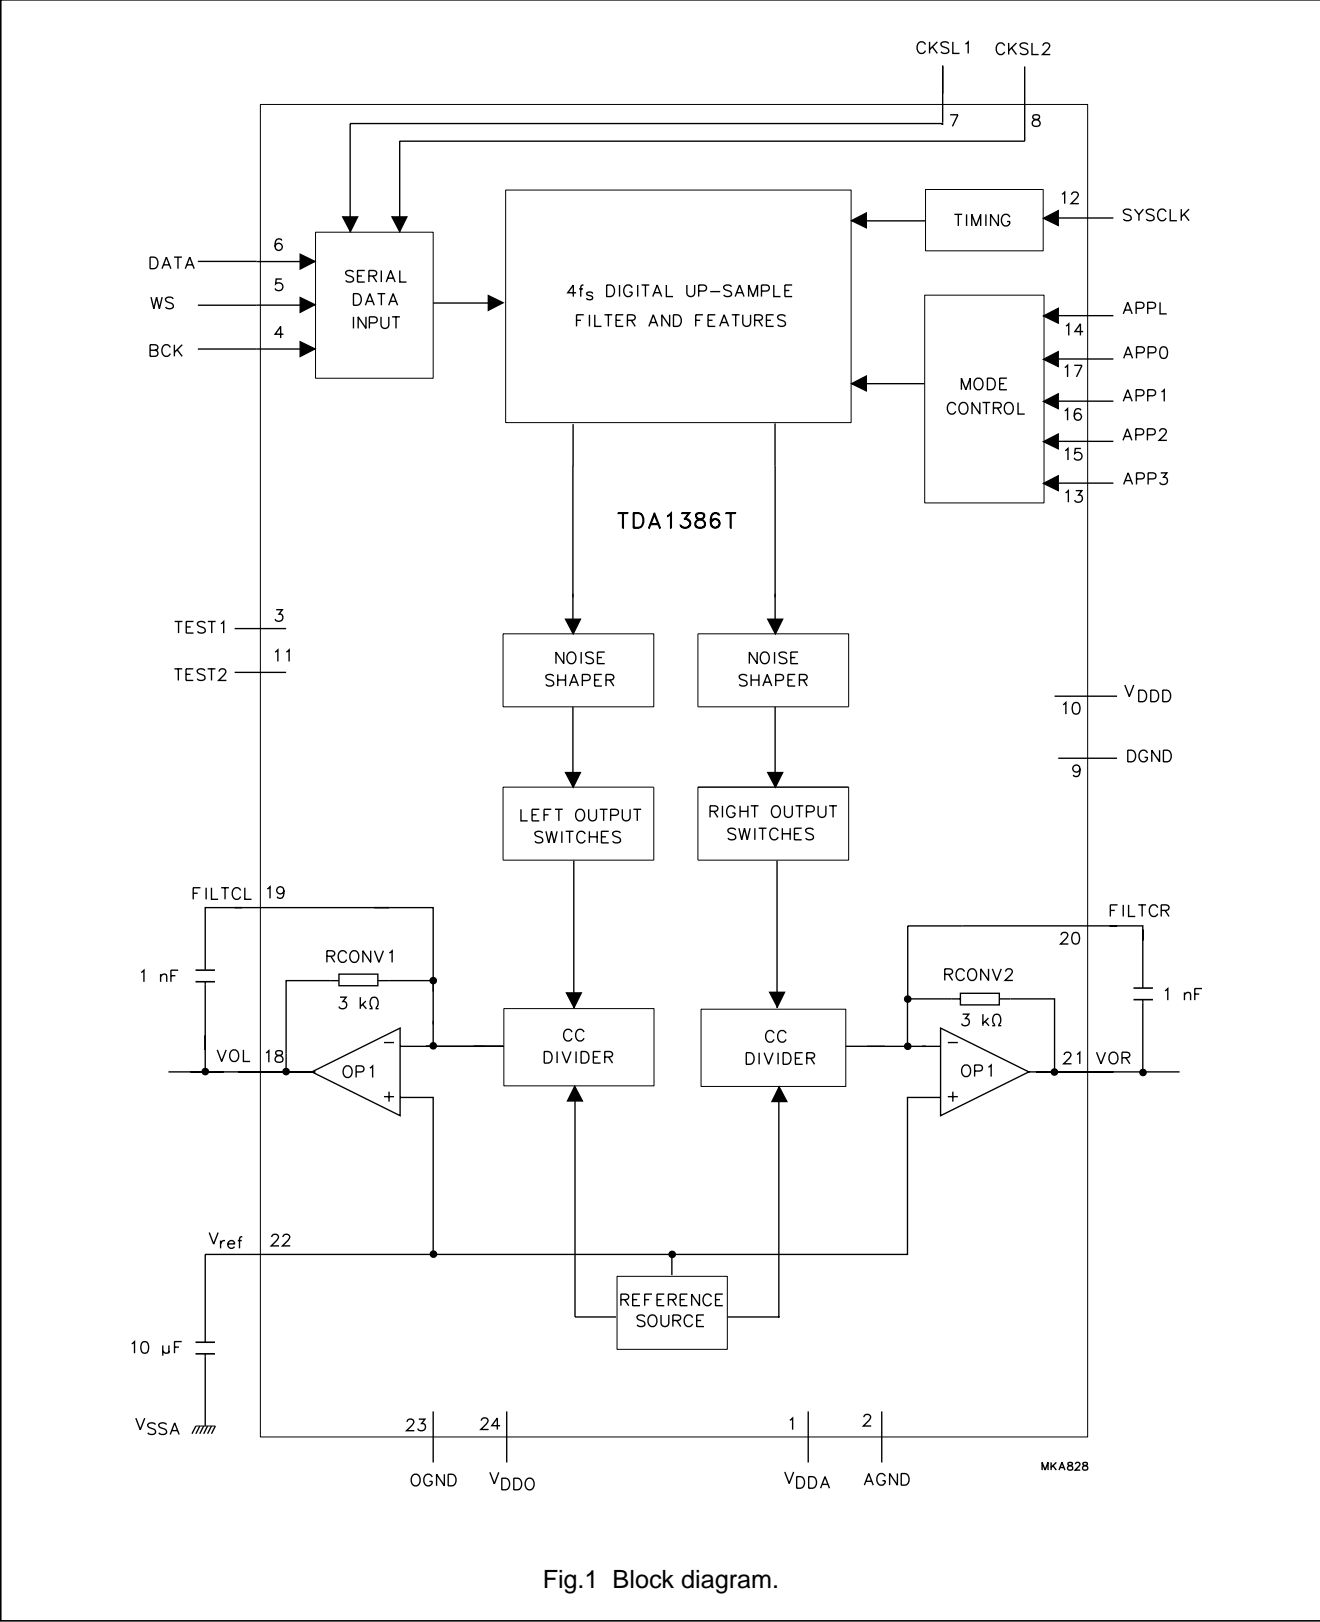 CKSL1 CKSL2
7 8
12 SYSCLK
TIMING
6
DATA
5
WS
4
BCK
SERIAL
DATA
INPUT
4fs DIGITAL UP-SAMPLE
FILTER AND FEATURES
APPL
14
APP0
17
APP1
16
APP2
15
APP3
13
MODE
CONTROL
TDA1386T
3
TEST1
11
TEST2
NOISE
SHAPER
NOISE
SHAPER
VDDD
10
DGND
9
LEFT OUTPUT
SWITCHES
RIGHT OUTPUT
SWITCHES
FILTCL 19
FILTCR
20
RCONV1
1 nF
3 kΩ
RCONV2
1 nF
3 kΩ
CC
DIVIDER
CC
DIVIDER
VOL 18
−
OP1
+
−
OP1
+
21 VOR
Vref 22
REFERENCE
SOURCE
10 µF
VSSA
23 24 1 2
OGND VDDO VDDA AGND
MKA828
Fig.1 Block diagram.